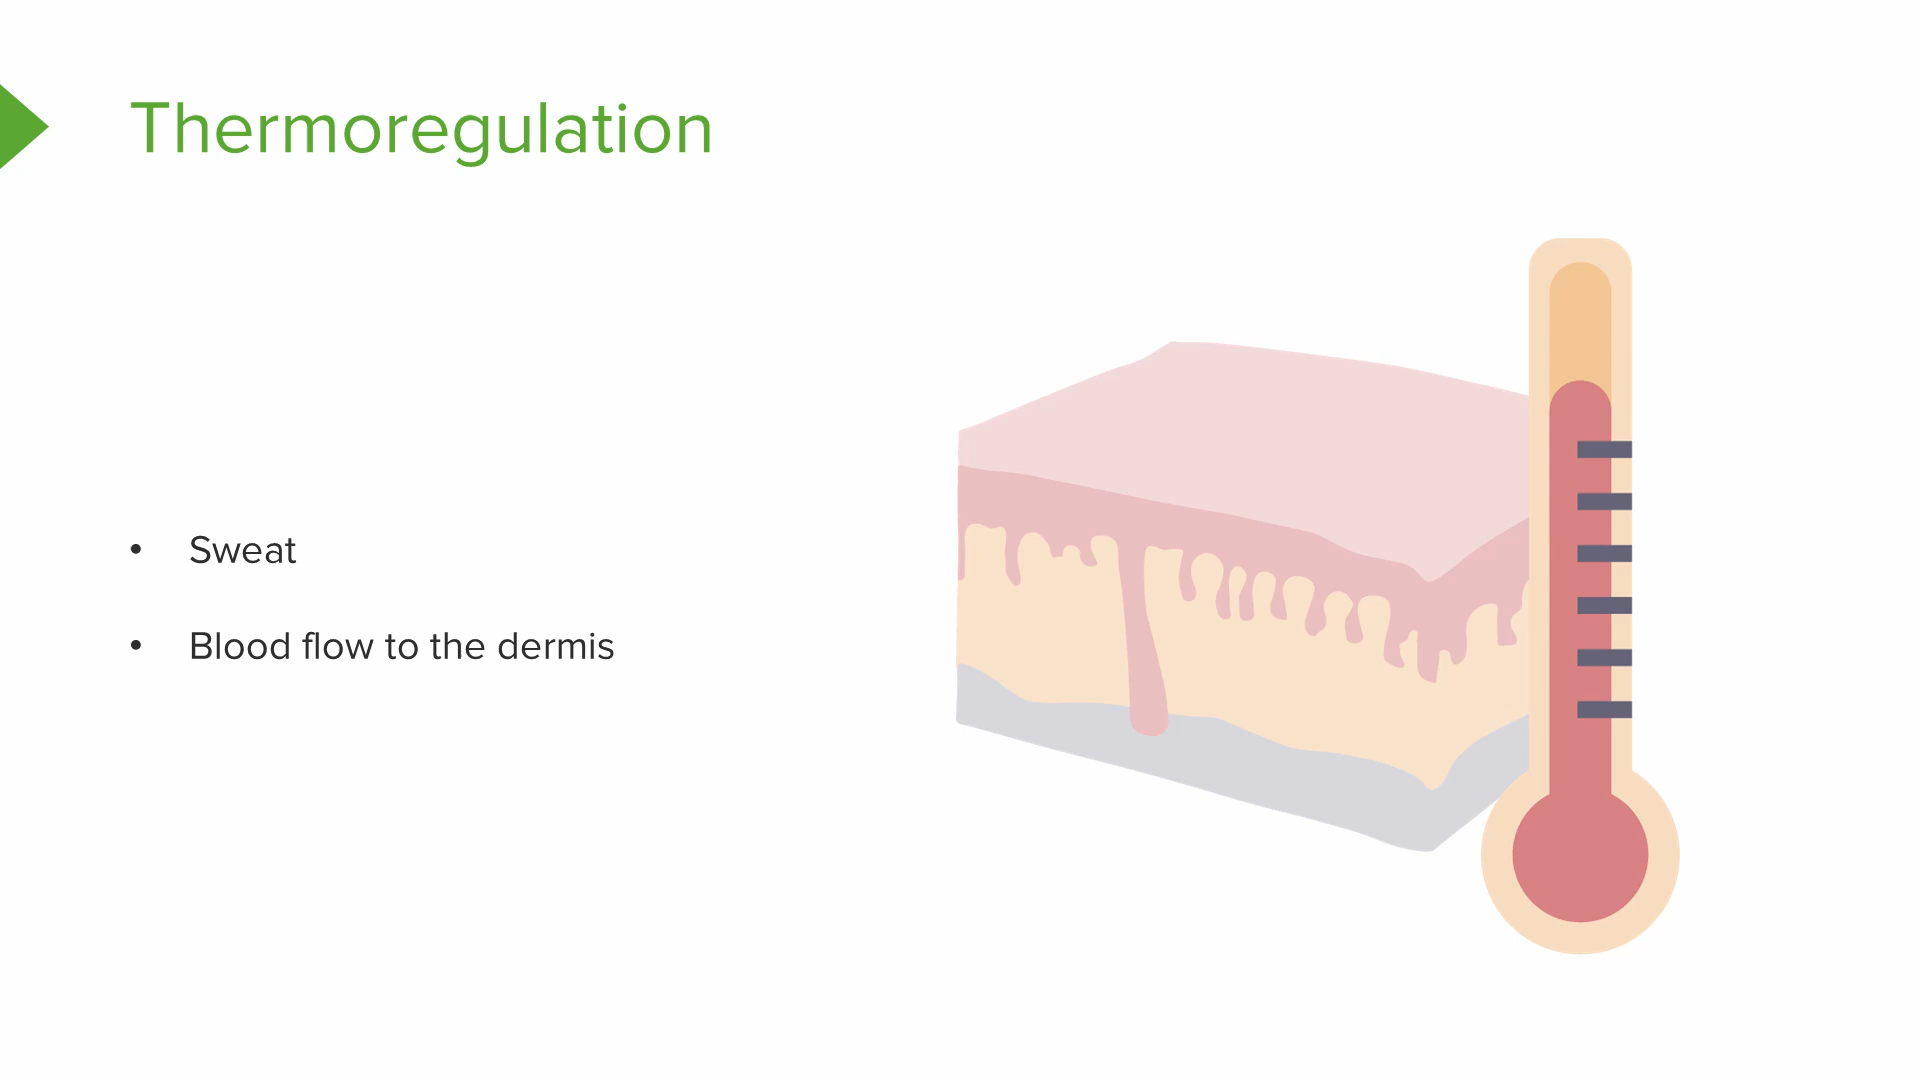 Thermoregulation
• Sweat
• Blood flow to the dermis